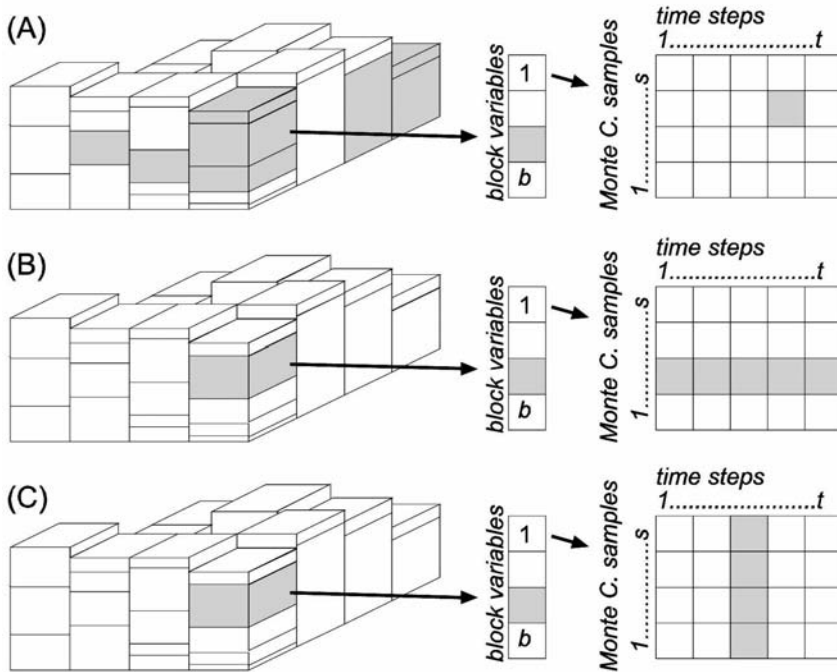 (A)
block variables
1
b
time steps
1....................t
Monte C. samples
1..........s
(B)
block variables
1
b
time steps
1....................t
Monte C. samples
1..........s
(C)
block variables
1
b
time steps
1....................t
Monte C. samples
1..........s